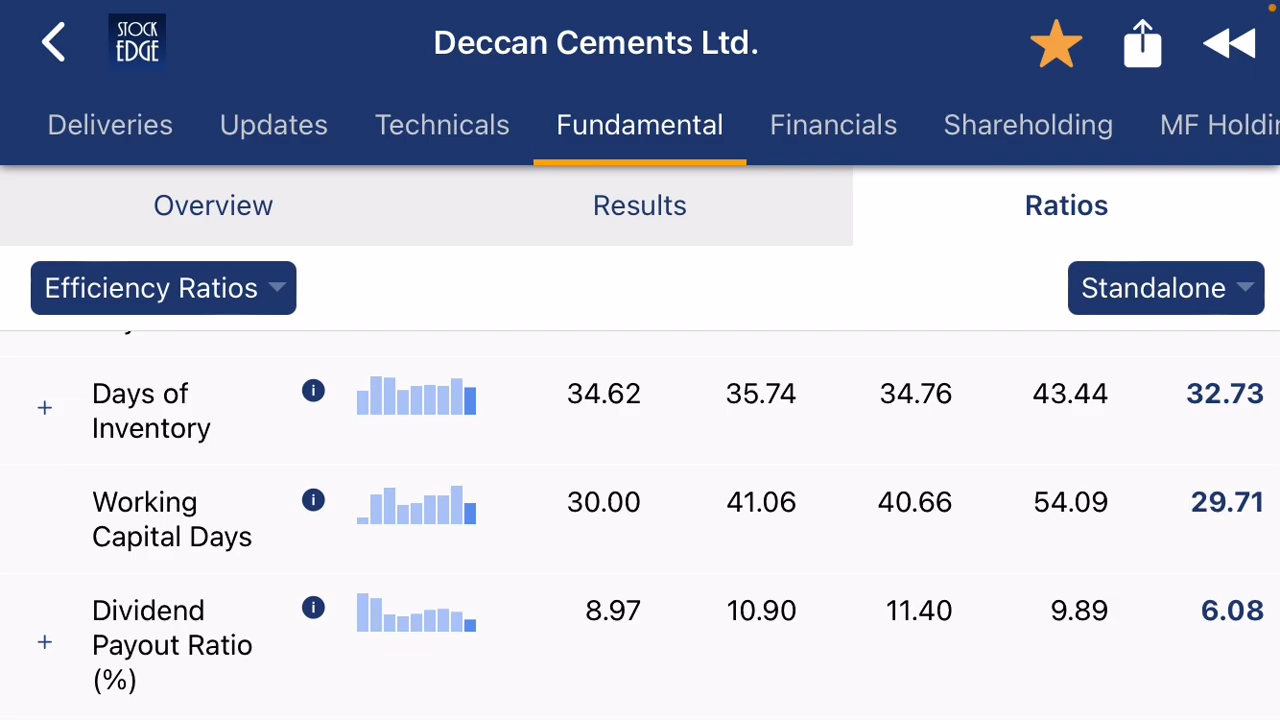 STOCK
EDGE
Deccan Cements Ltd.
Deliveries Updates Technicals Fundamental Financials Shareholding MF Holdin
Overview Results Ratios
Efficiency Ratios Standalone
Days of Inventory i 34.62 35.74 34.76 43.44 32.73
Working Capital Days i 30.00 41.06 40.66 54.09 29.71
Dividend Payout Ratio (%) i 8.97 10.90 11.40 9.89 6.08